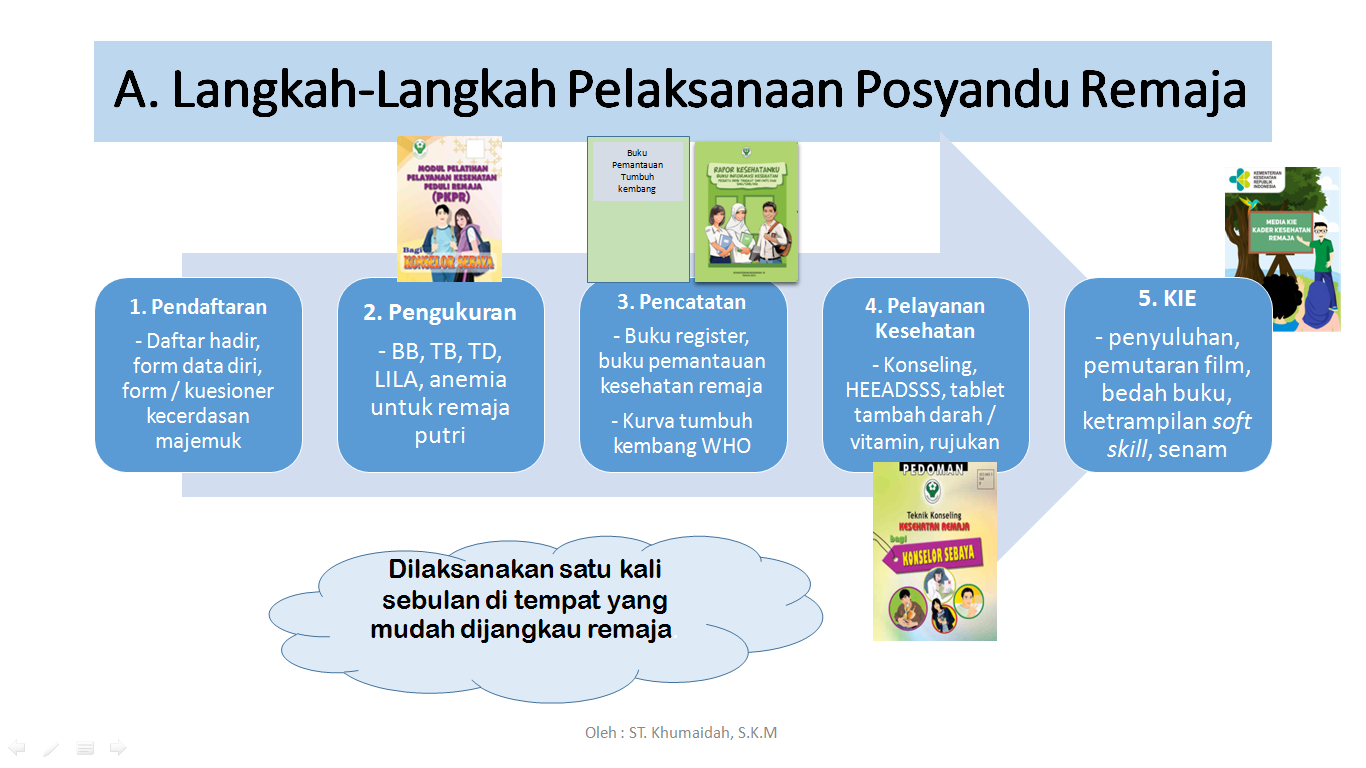 A. Langkah-Langkah Pelaksanaan Posyandu Remaja
MODUL PELATIHAN
PELAYANAN KESEHATAN
PEDULI REMAJA
(PKPR)
Bagi
KONSELOR SEBAYA
Buku
Pemantauan
Tumbuh
kembang
RAPOR KESEHATANKU
BUKU INFORMASI KESEHATAN
KEMENTERIAN
KESEHATAN
REPUBLIK
INDONESIA
MEDIA KIE
KADER KESEHATAN
REMAJA
1. Pendaftaran
- Daftar hadir,
form data diri,
form / kuesioner
kecerdasan
majemuk
2. Pengukuran
- BB, TB, TD,
LILA, anemia
untuk remaja
putri
3. Pencatatan
- Buku register,
buku pemantauan
kesehatan remaja
- Kurva tumbuh
kembang WHO
4. Pelayanan
Kesehatan
- Konseling,
HEEADSSS, tablet
tambah darah /
vitamin, rujukan
5. KIE
- penyuluhan,
pemutaran film,
bedah buku,
ketrampilan soft
skill, senam
PEDOMAN
Teknik Konseling
KESEHATAN REMAJA
bagi
KONSELOR SEBAYA
Dilaksanakan satu kali
sebulan di tempat yang
mudah dijangkau remaja.
Oleh : ST. Khumaidah, S.K.M